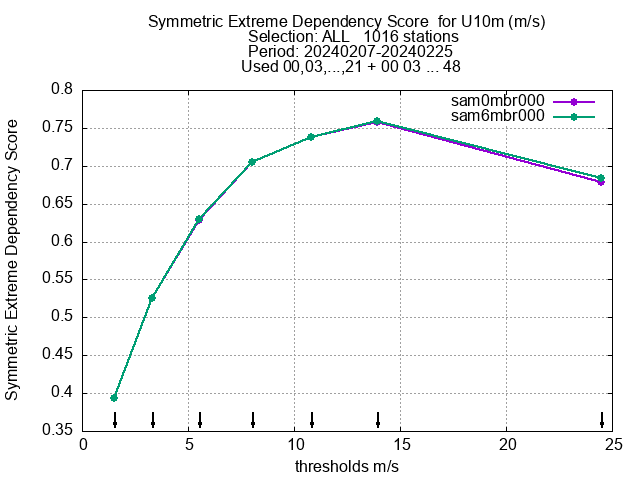 Symmetric Extreme Dependency Score  for U10m (m/s)
Selection: ALL   1016 stations
Period: 20240207-20240225
Used 00,03,...,21 + 00 03 ... 48
sam0mbr000
sam6mbr000
Symmetric Extreme Dependency Score
0.8
0.75
0.7
0.65
0.6
0.55
0.5
0.45
0.4
0.35
0 5 10 15 20 25
thresholds m/s